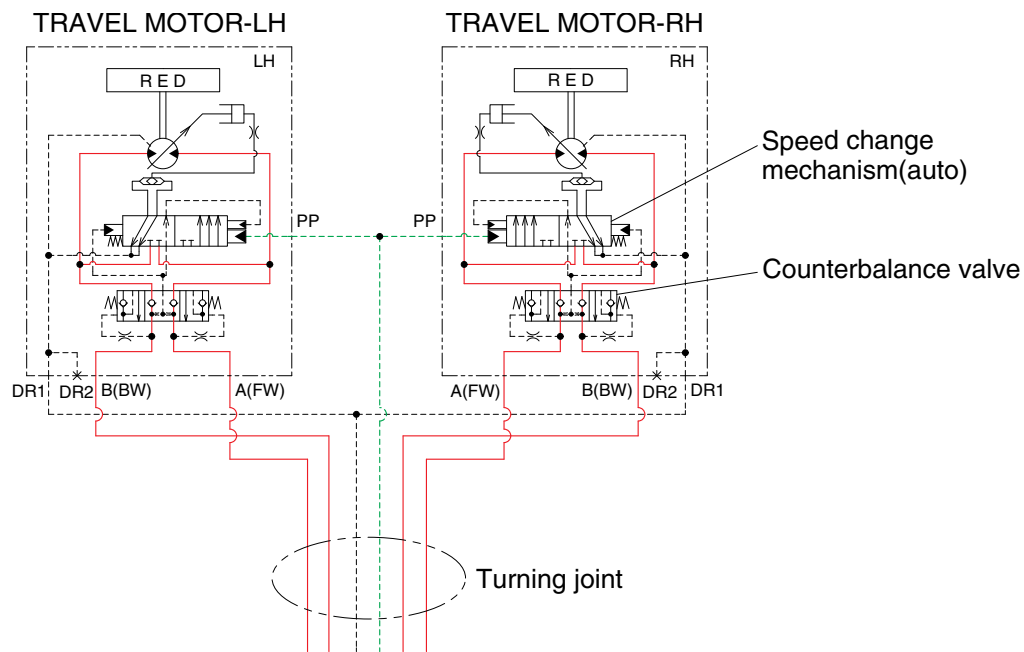 TRAVEL MOTOR-LH
TRAVEL MOTOR-RH
LH
RED
RH
RED
Speed change
mechanism(auto)
PP
PP
Counterbalance valve
DR1
DR2
B(BW)
A(FW)
A(FW)
B(BW)
DR2
DR1
Turning joint